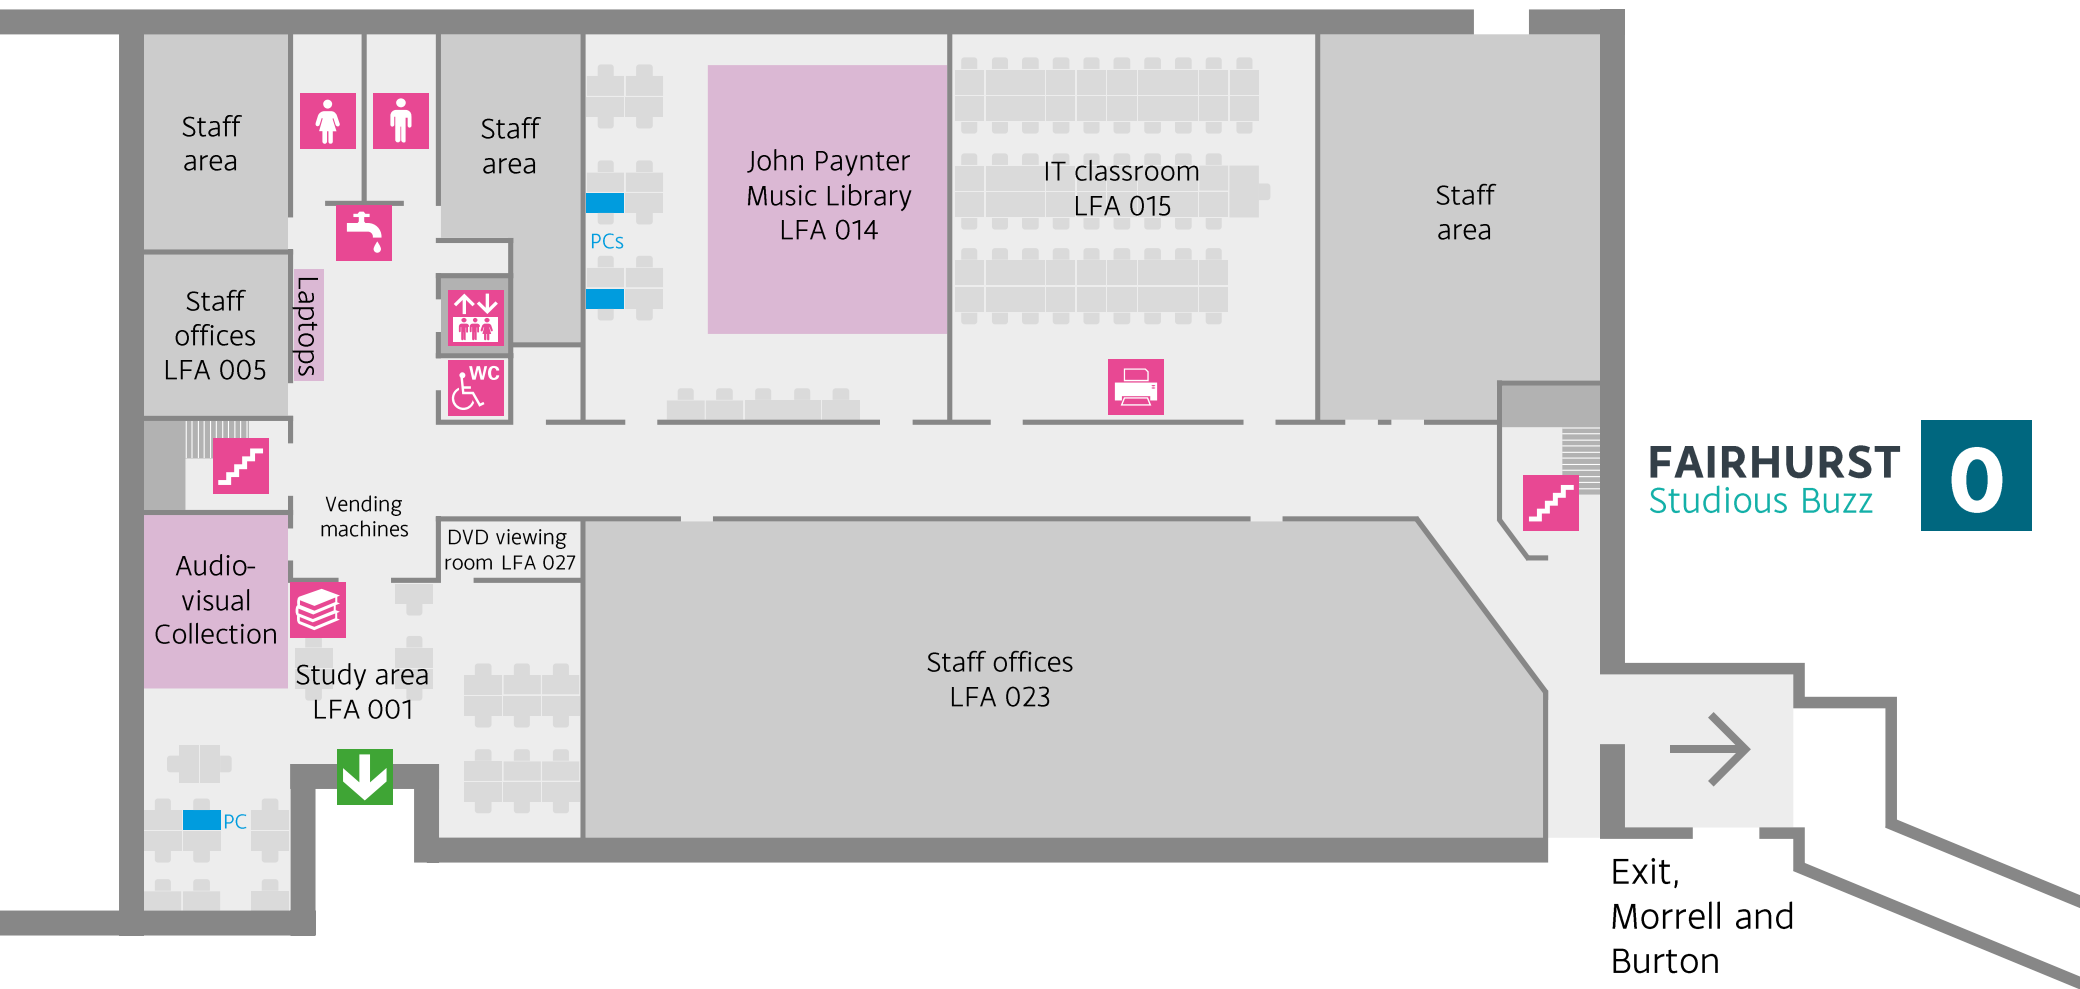 Staff
area
Staff
area
John Paynter
Music Library
LFA 014
IT classroom
LFA 015
Staff
area
PCs
Staff
offices
LFA 005
Laptops
WC
FAIRHURST
Studious Buzz
0
Vending
machines
DVD viewing
room LFA 027
Audio-
visual
Collection
Study area
LFA 001
Staff offices
LFA 023
PC
Exit,
Morrell and
Burton